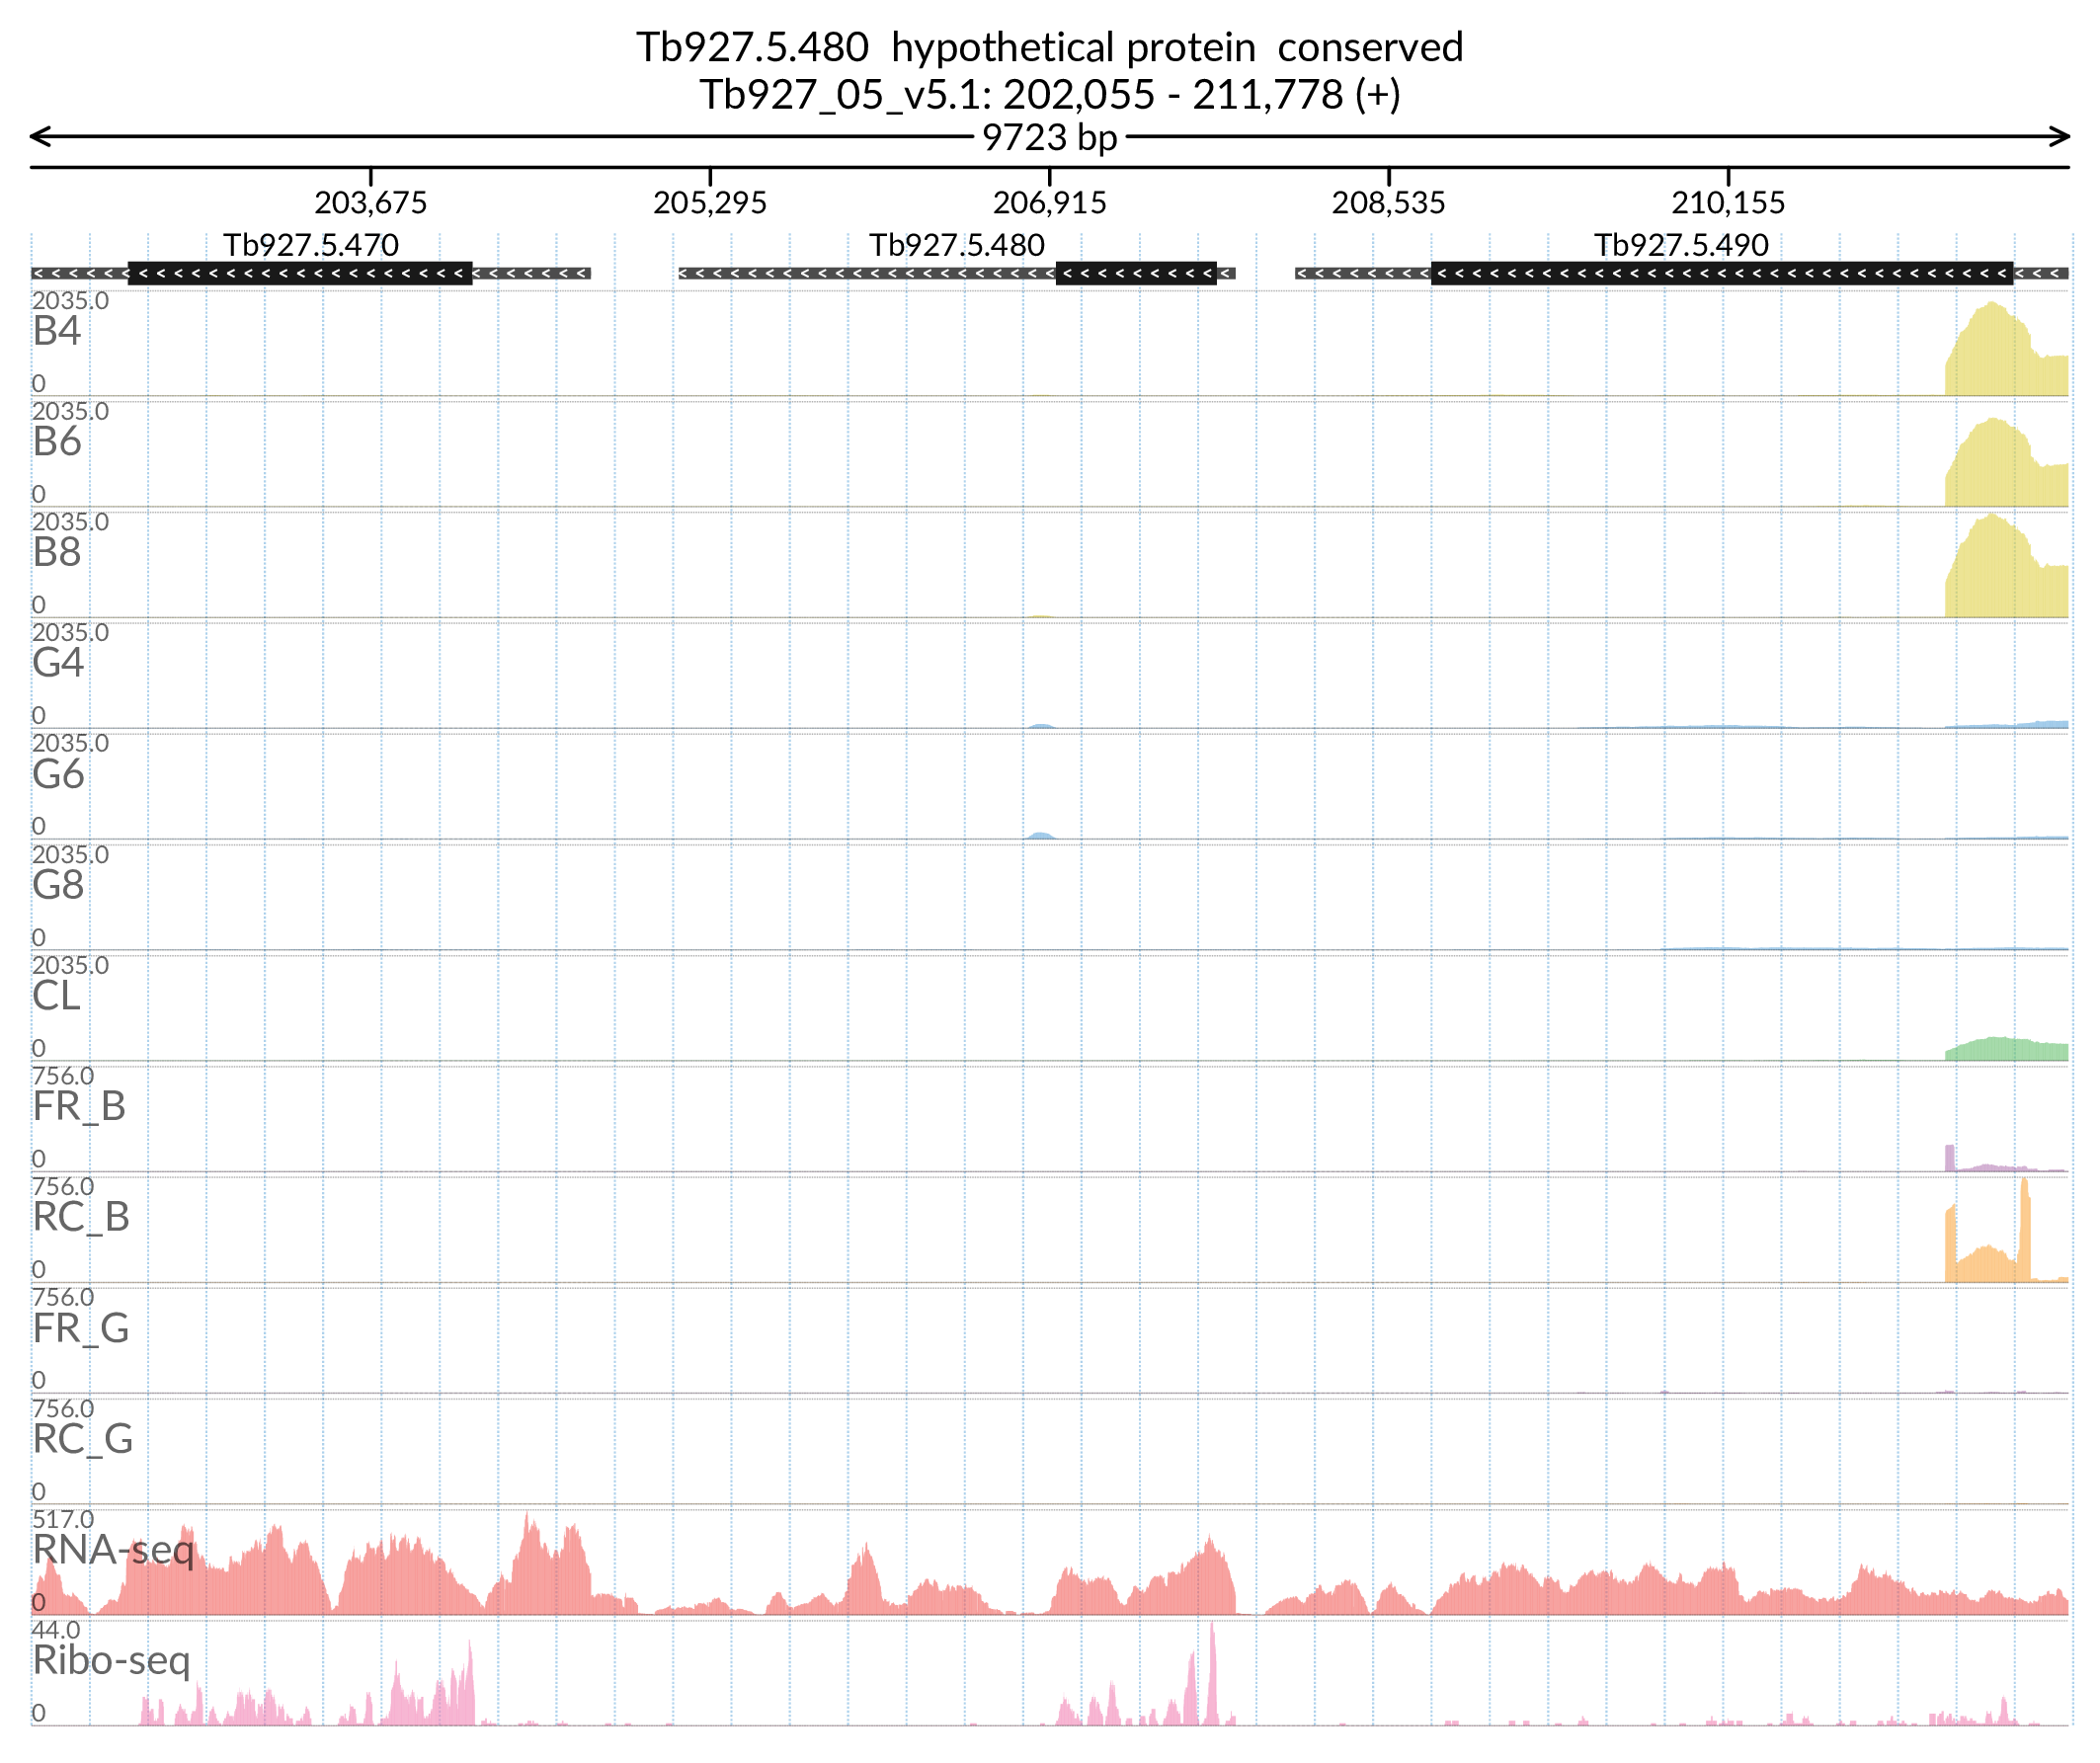 Tb927.5.480  hypothetical protein  conserved
Tb927_05_v5.1: 202,055 - 211,778 (+)
9723 bp
203,675 205,295 206,915 208,535 210,155
Tb927.5.470 Tb927.5.480 Tb927.5.490
2035.0
B4
0
2035.0
B6
0
2035.0
B8
0
2035.0
G4
0
2035.0
G6
0
2035.0
G8
0
2035.0
CL
0
756.0
FR_B
0
756.0
RC_B
0
756.0
FR_G
0
756.0
RC_G
0
517.0
RNA-seq
0
44.0
Ribo-seq
0